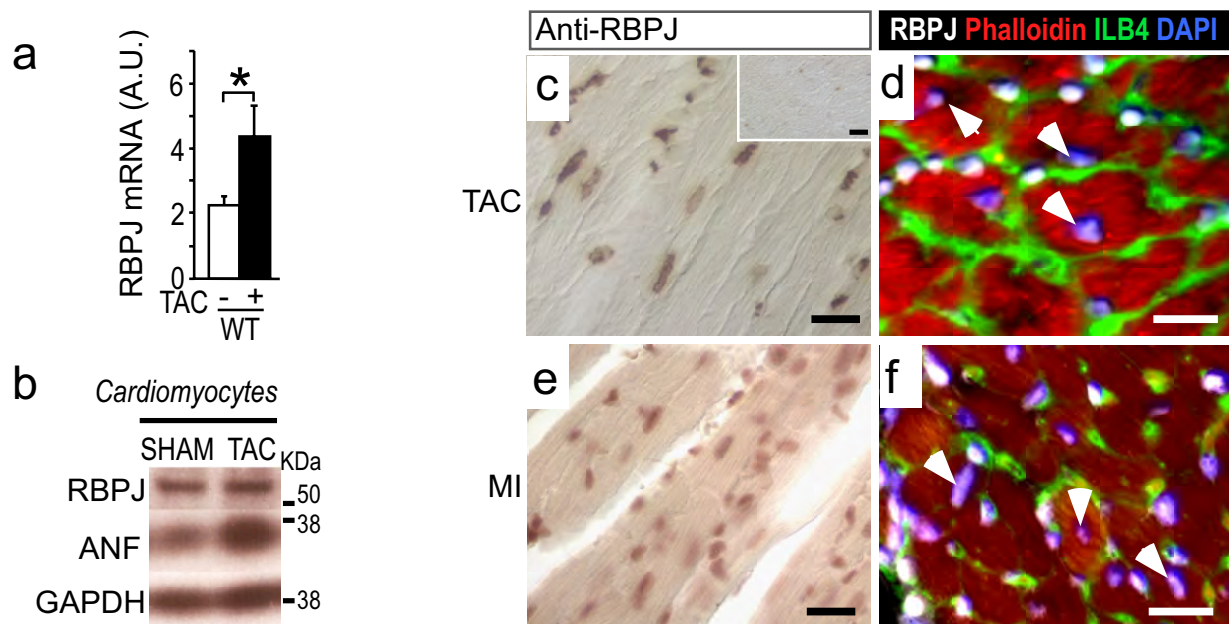 a
RBPJ mRNA (A.U.)
6
4
2
0
*
TAC - +
WT
b
Cardiomyocytes
SHAM TAC KDa
RBPJ
50
38
ANF
GAPDH
38
Anti-RBPJ
RBPJ Phalloidin ILB4 DAPI
TAC
c
d
MI
e
f